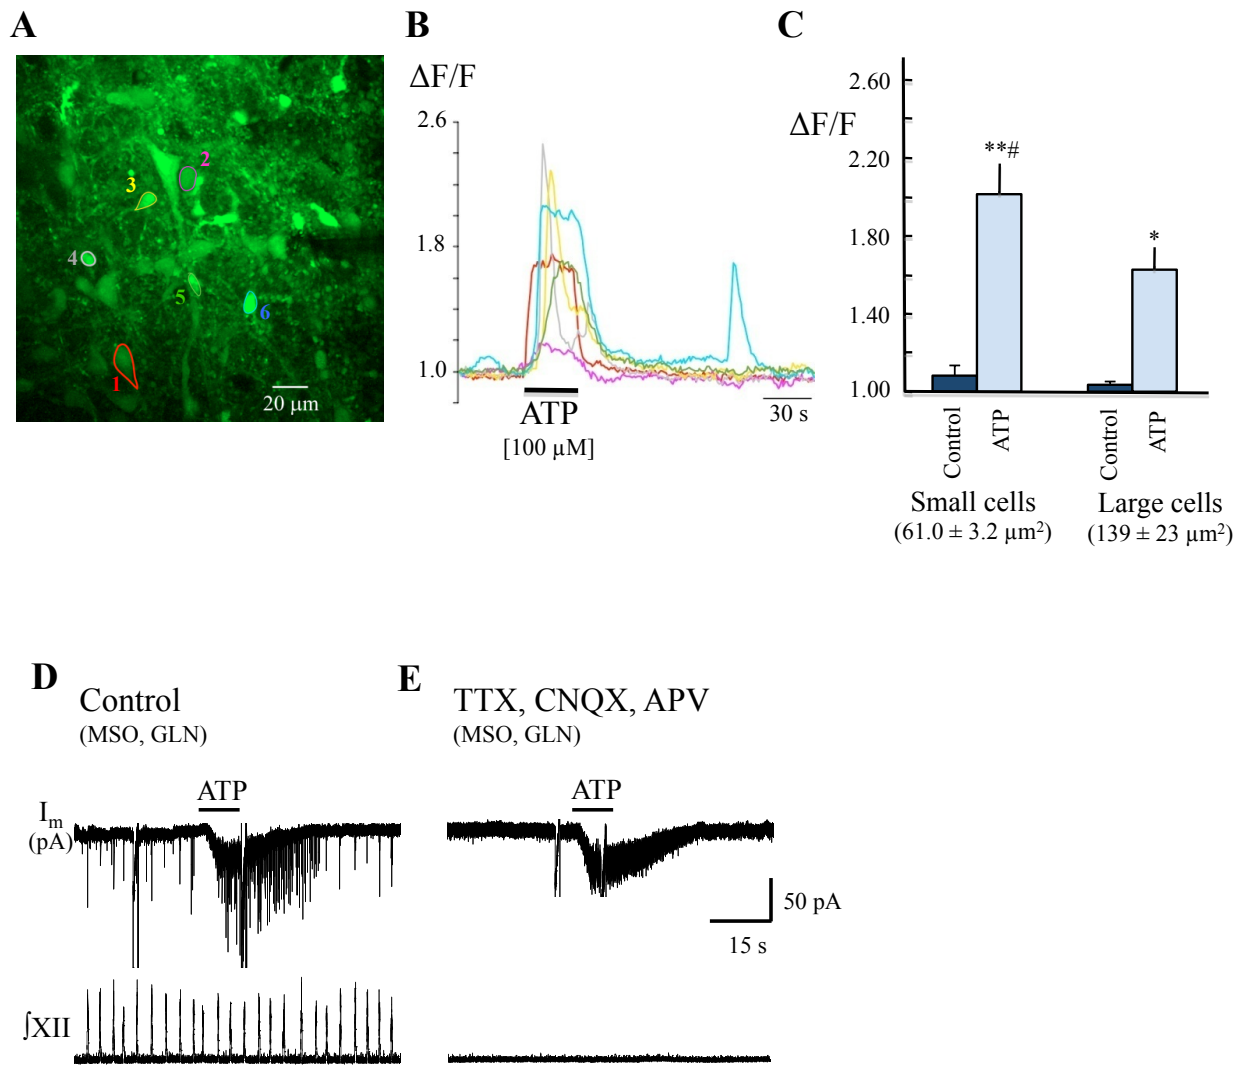 A
2
3
4
5
6
1
20 µm
B
ΔF/F
2.6
1.8
1.0
ATP
[100 µM]
30 s
C
ΔF/F
2.60
2.20
1.80
1.40
1.00
**#
*
Control
ATP
Control
ATP
Small cells
(61.0 ± 3.2 µm²)
Large cells
(139 ± 23 µm²)
D
Control
(MSO, GLN)
ATP
Im
(pA)
∫XII
E
TTX, CNQX, APV
(MSO, GLN)
ATP
50 pA
15 s